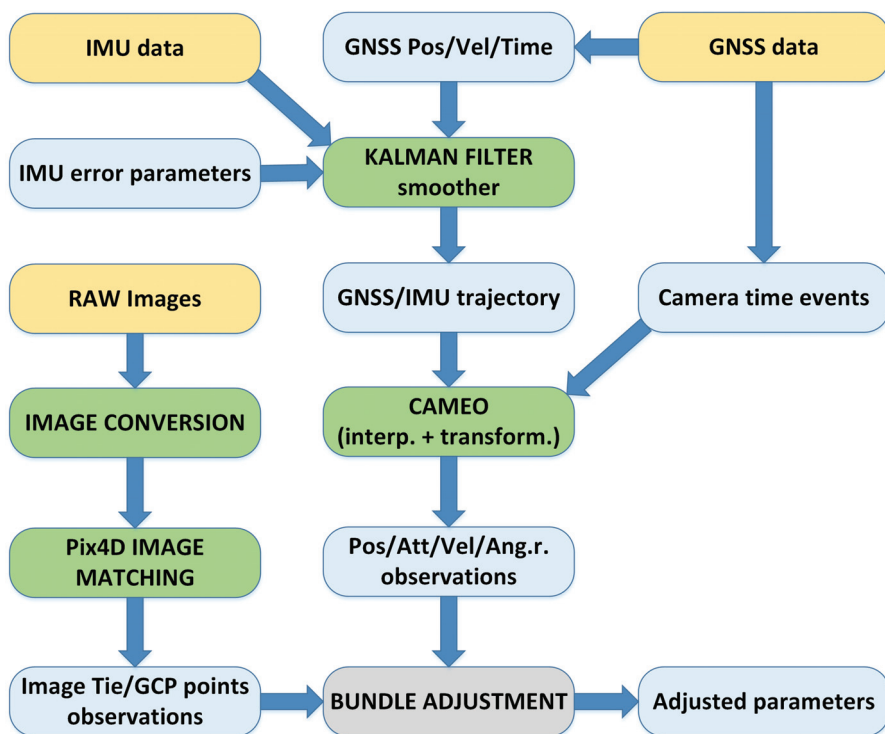 IMU data
GNSS Pos/Vel/Time
GNSS data
IMU error parameters
KALMAN FILTER
smoother
RAW Images
GNSS/IMU trajectory
Camera time events
IMAGE CONVERSION
CAMEO
(interp. + transform.)
Pix4D IMAGE
MATCHING
Pos/Att/Vel/Ang.r.
observations
Image Tie/GCP points
observations
BUNDLE ADJUSTMENT
Adjusted parameters